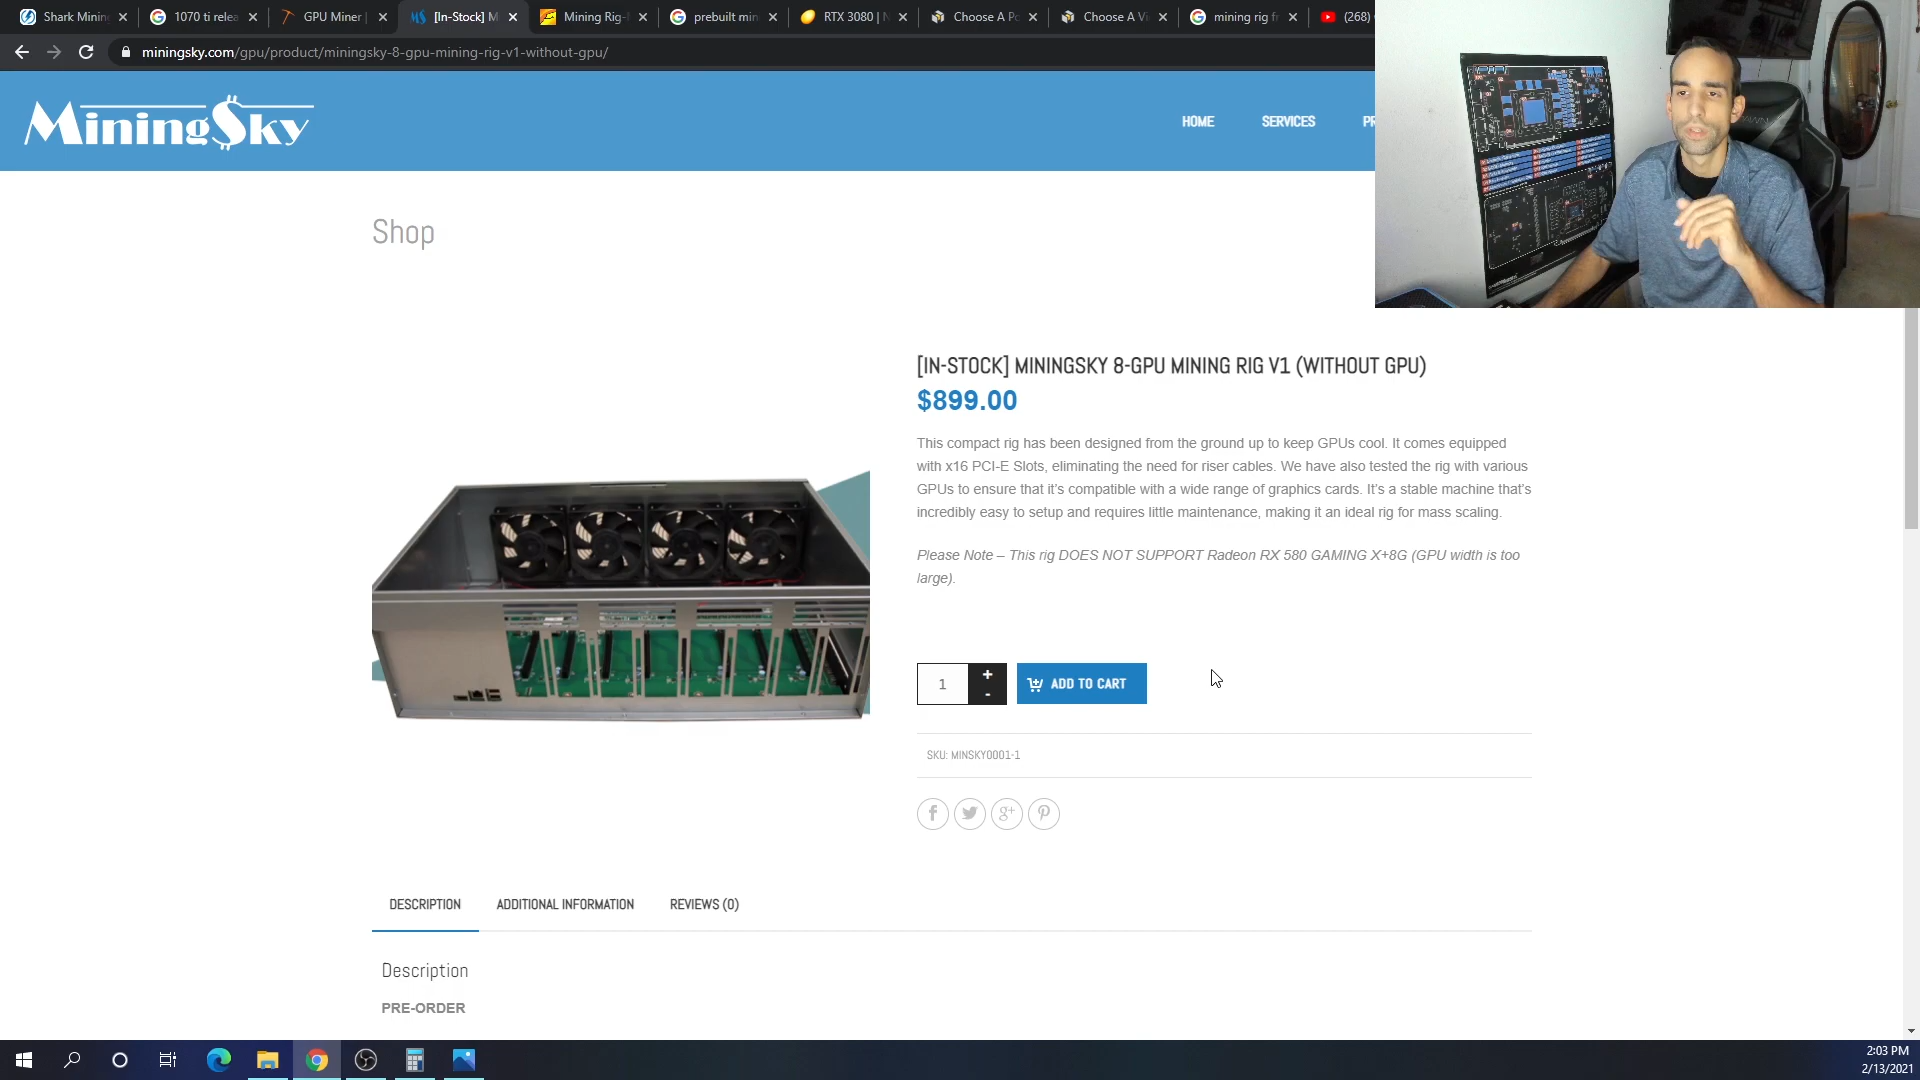 Shark Minin
1070 ti relea
GPU Miner |
[In-Stock] M
Mining Rig-
prebuilt min
RTX 3080 | N
Choose A Po
Choose A Vi
mining rig fr
(268)
miningsky.com/gpu/product/miningsky-8-gpu-mining-rig-v1-without-gpu/
Mining$ky
HOME
SERVICES
PR
Shop
[IN-STOCK] MININGSKY 8-GPU MINING RIG V1 (WITHOUT GPU)
$899.00
This compact rig has been designed from the ground up to keep GPUs cool. It comes equipped
with x16 PCI-E Slots, eliminating the need for riser cables. We have also tested the rig with various
GPUs to ensure that it’s compatible with a wide range of graphics cards. It’s a stable machine that’s
incredibly easy to setup and requires little maintenance, making it an ideal rig for mass scaling.
Please Note – This rig DOES NOT SUPPORT Radeon RX 580 GAMING X+8G (GPU width is too
large).
1
+
-
ADD TO CART
SKU: MINSKY0001-1
DESCRIPTION
ADDITIONAL INFORMATION
REVIEWS (0)
Description
PRE-ORDER
2:03 PM
2/13/2021